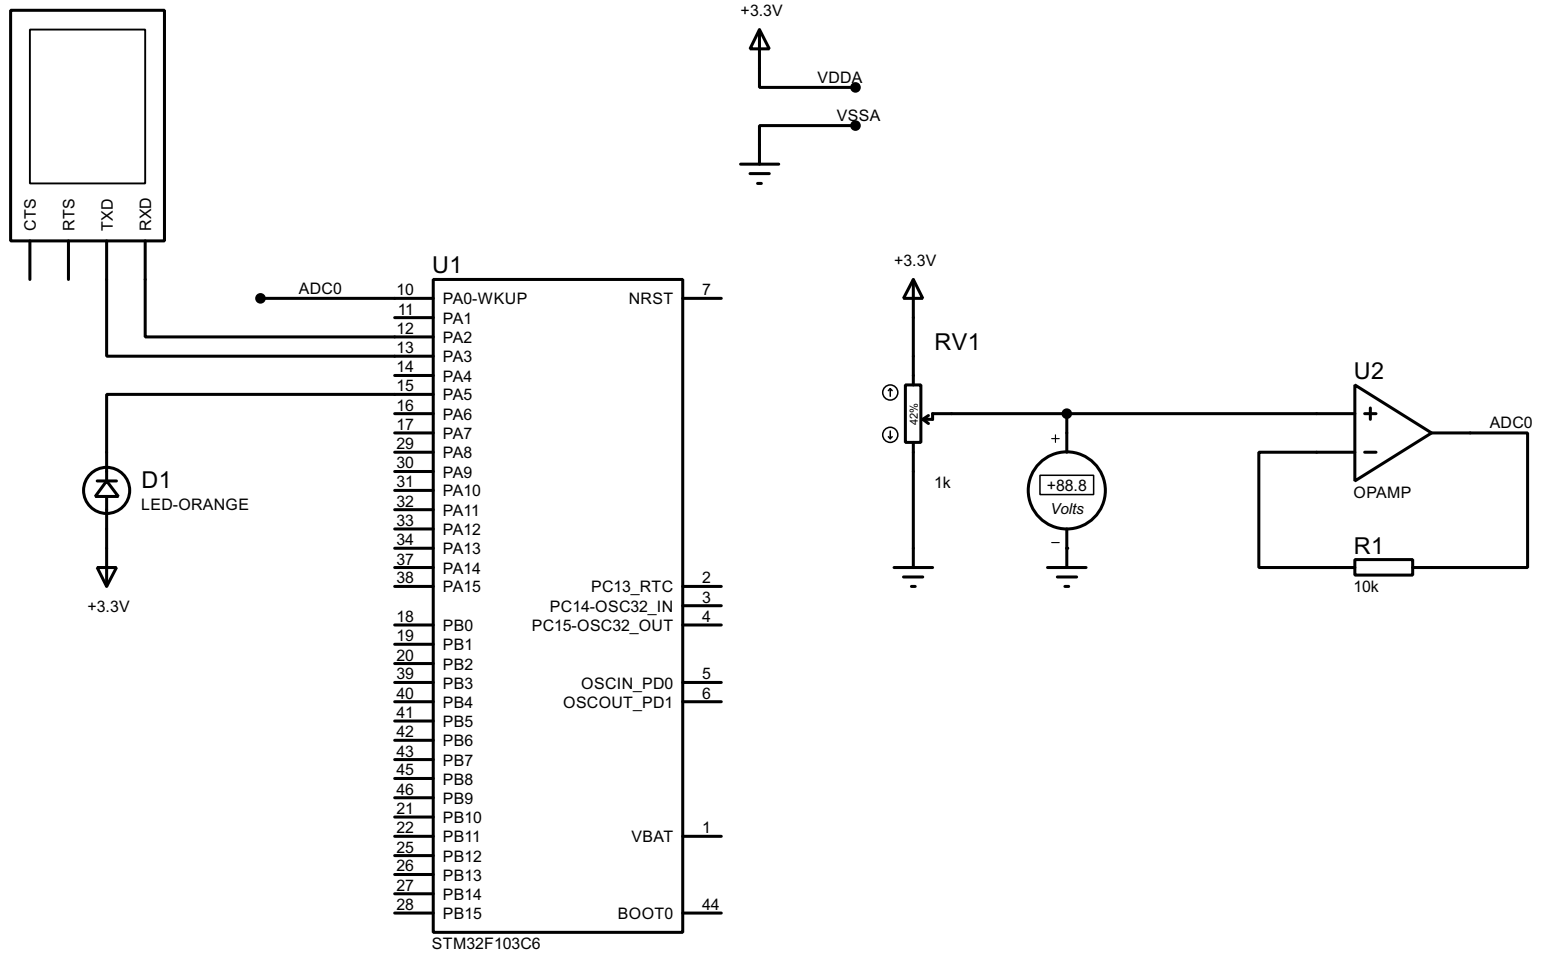 +3.3V
VDDA
VSSA
CTS
RTS
TXD
RXD
U1
ADC0
10 PA0-WKUP
11 PA1
12 PA2
13 PA3
14 PA4
15 PA5
16 PA6
17 PA7
29 PA8
30 PA9
31 PA10
32 PA11
33 PA12
34 PA13
37 PA14
38 PA15
18 PB0
19 PB1
20 PB2
39 PB3
40 PB4
41 PB5
42 PB6
43 PB7
45 PB8
46 PB9
21 PB10
22 PB11
25 PB12
26 PB13
27 PB14
28 PB15
NRST 7
PC13_RTC 2
PC14-OSC32_IN 3
PC15-OSC32_OUT 4
OSCIN_PD0 5
OSCOUT_PD1 6
VBAT 1
BOOT0 44
STM32F103C6
D1
LED-ORANGE
+3.3V
+3.3V
RV1
42%
1k
+
+88.8
Volts
−
U2
+
−
OPAMP
ADC0
R1
10k